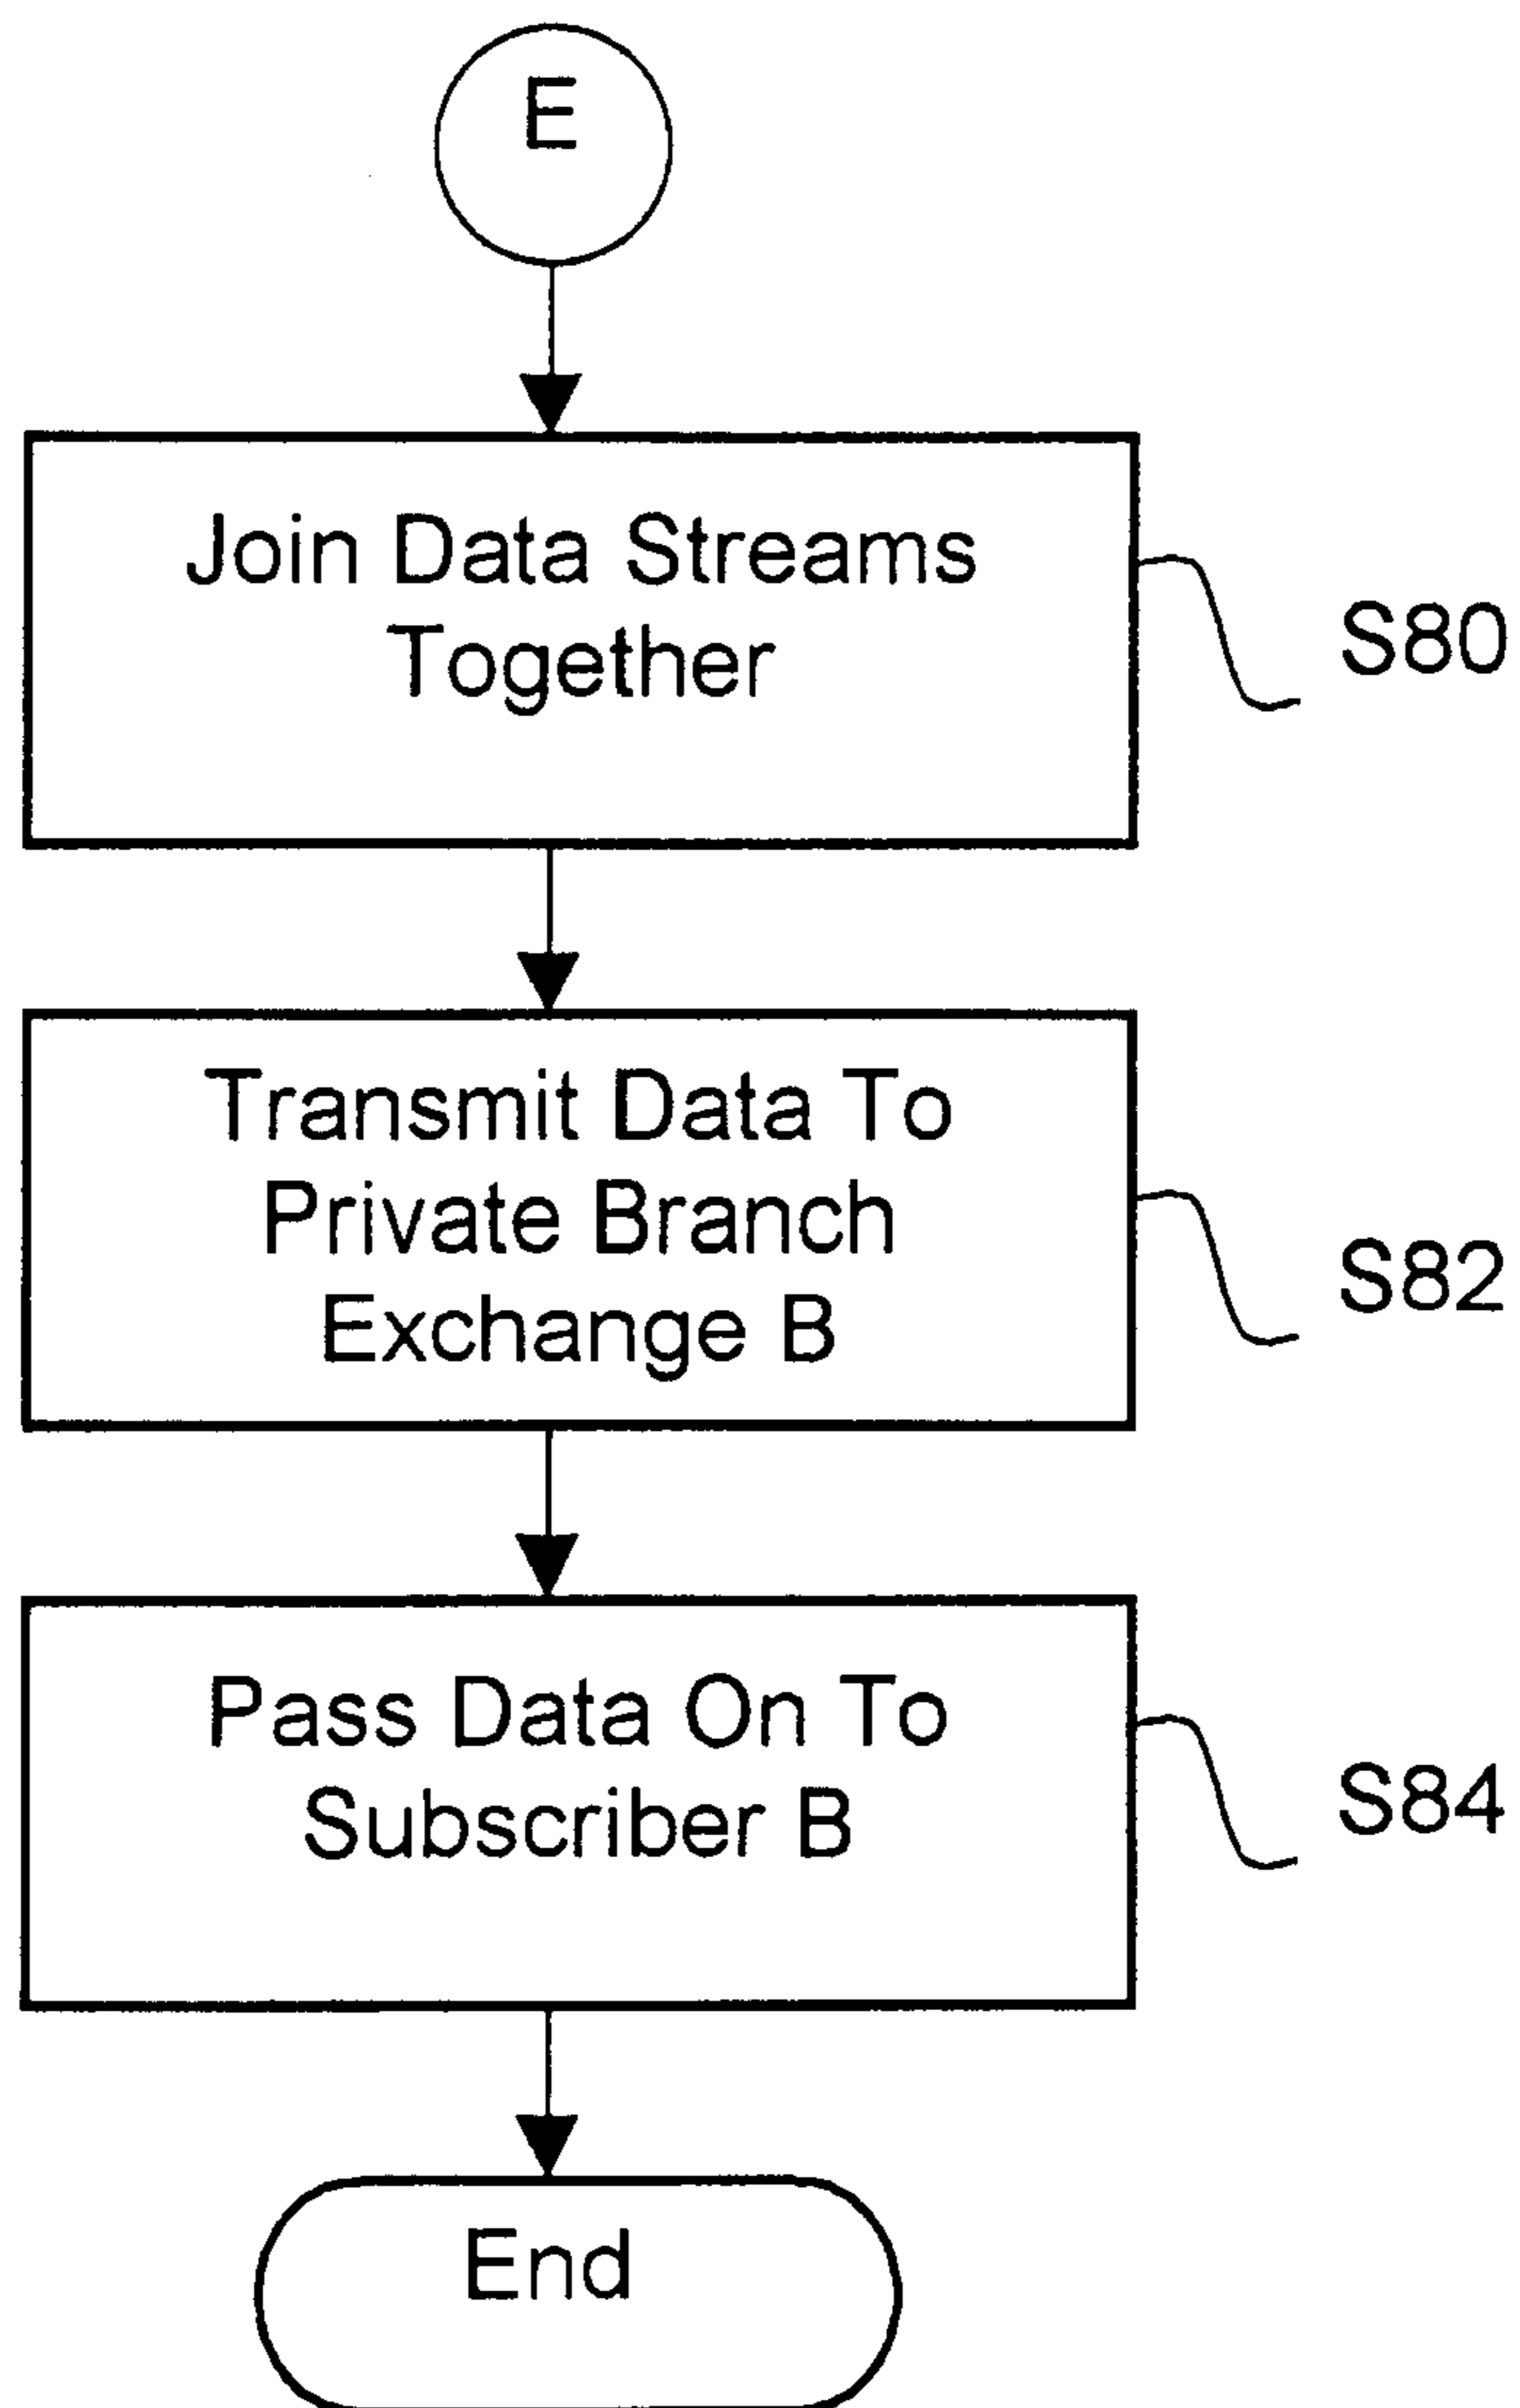 E
Join Data Streams
Together
S80
Transmit Data To
Private Branch
Exchange B
S82
Pass Data On To
Subscriber B
S84
End